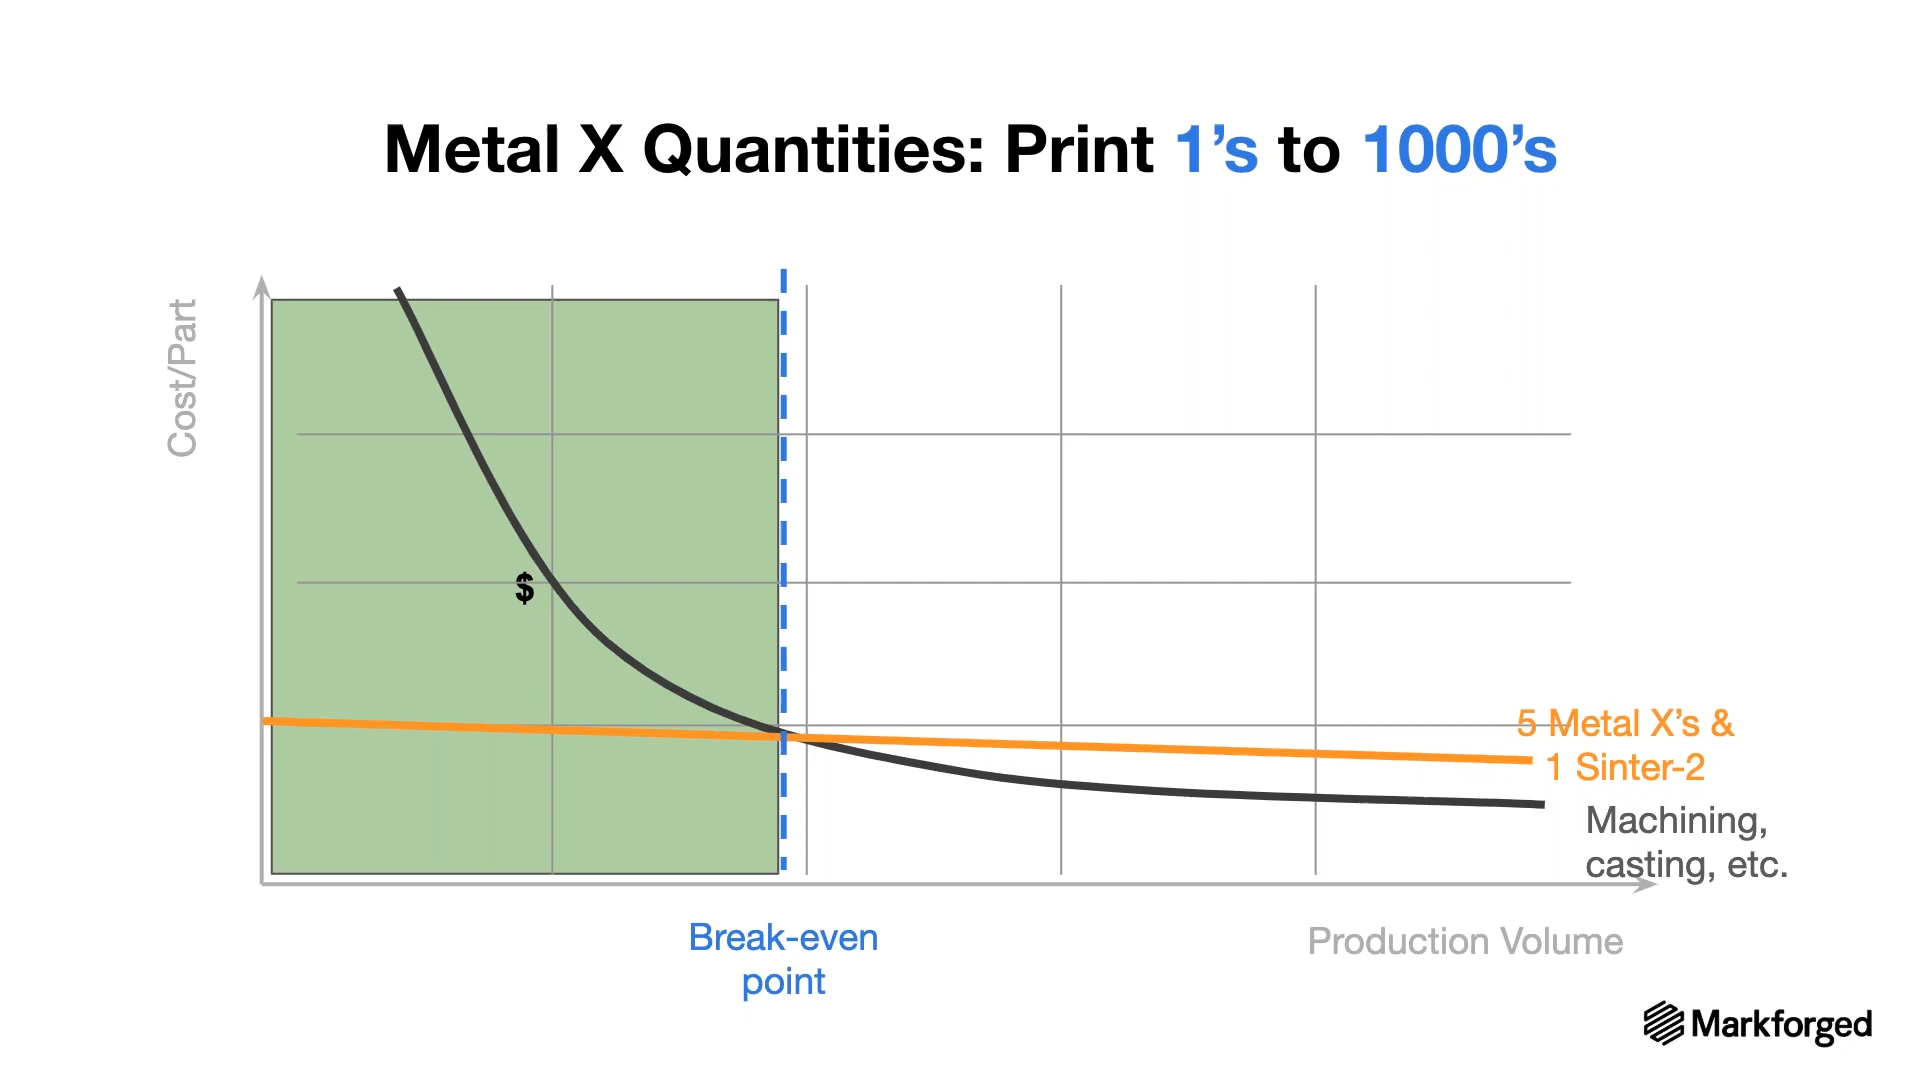 Metal X Quantities: Print 1’s to 1000’s
Cost/Part
$
5 Metal X’s &
1 Sinter-2
Machining,
casting, etc.
Break-even
point
Production Volume
Markforged